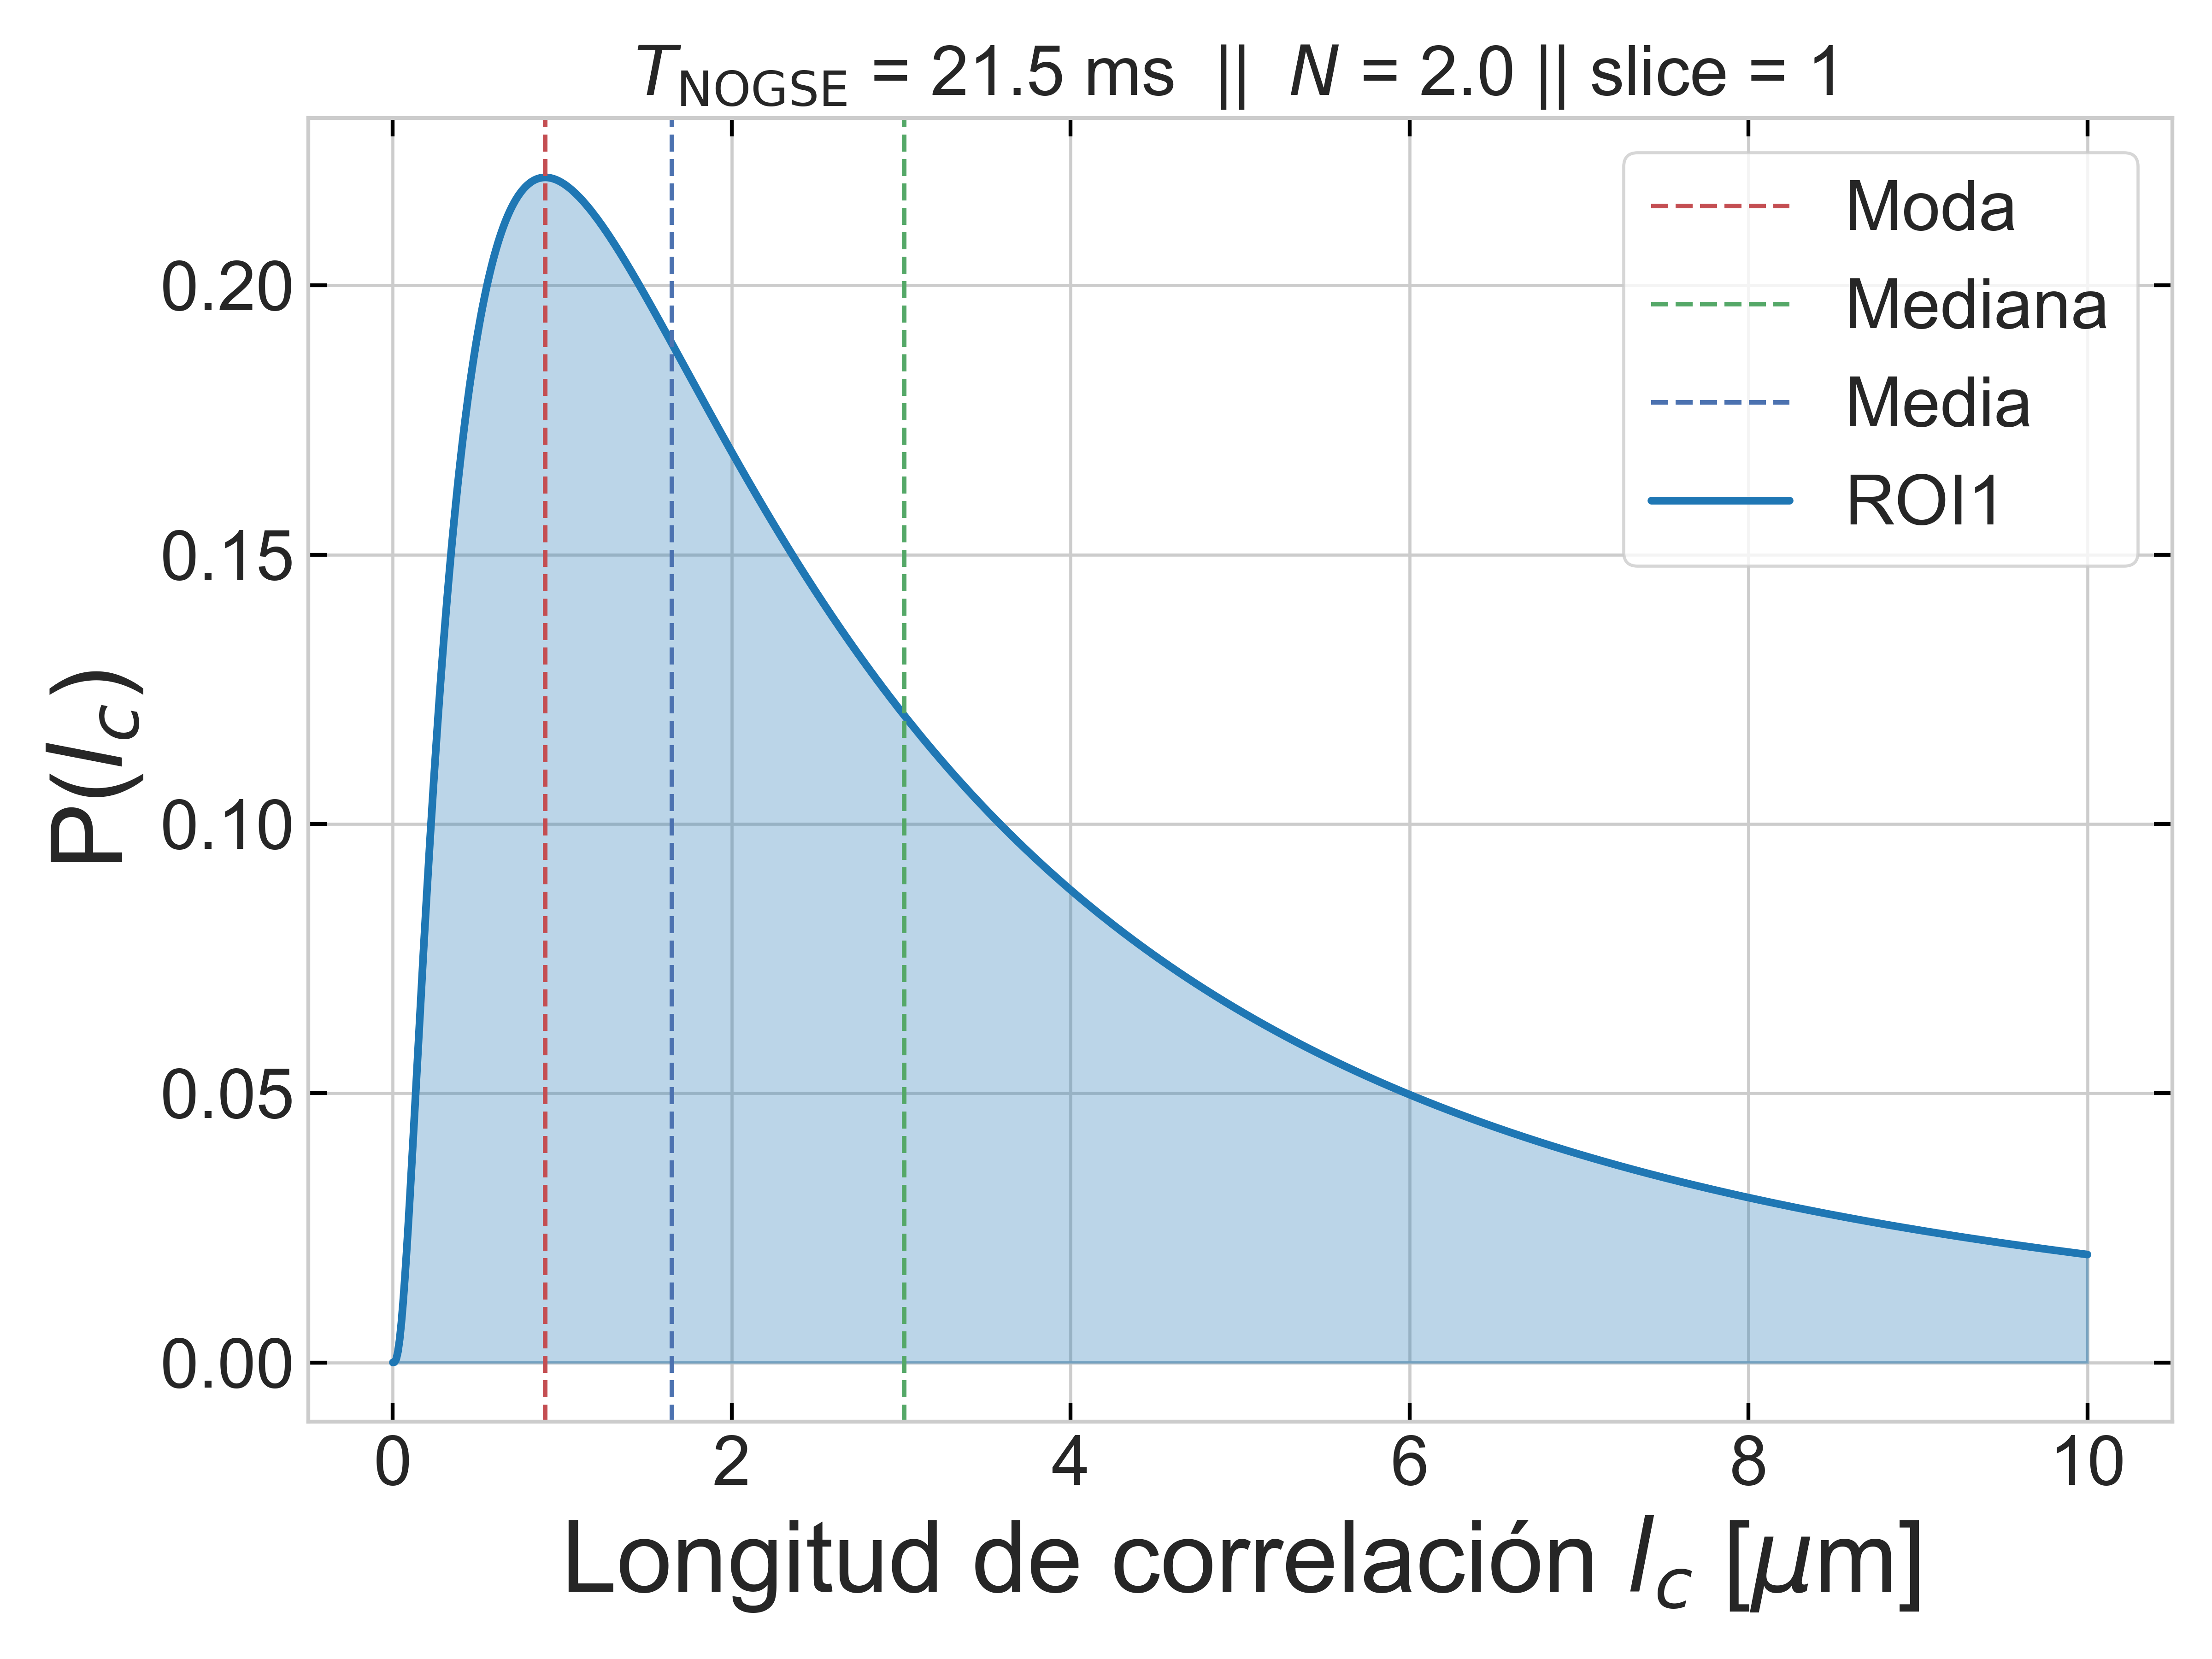 T_NOGSE = 21.5 ms || N = 2.0 || slice = 1
Moda
Mediana
Media
ROI1
P(l_c)
0.20
0.15
0.10
0.05
0.00
0 2 4 6 8 10
Longitud de correlación l_c [μm]